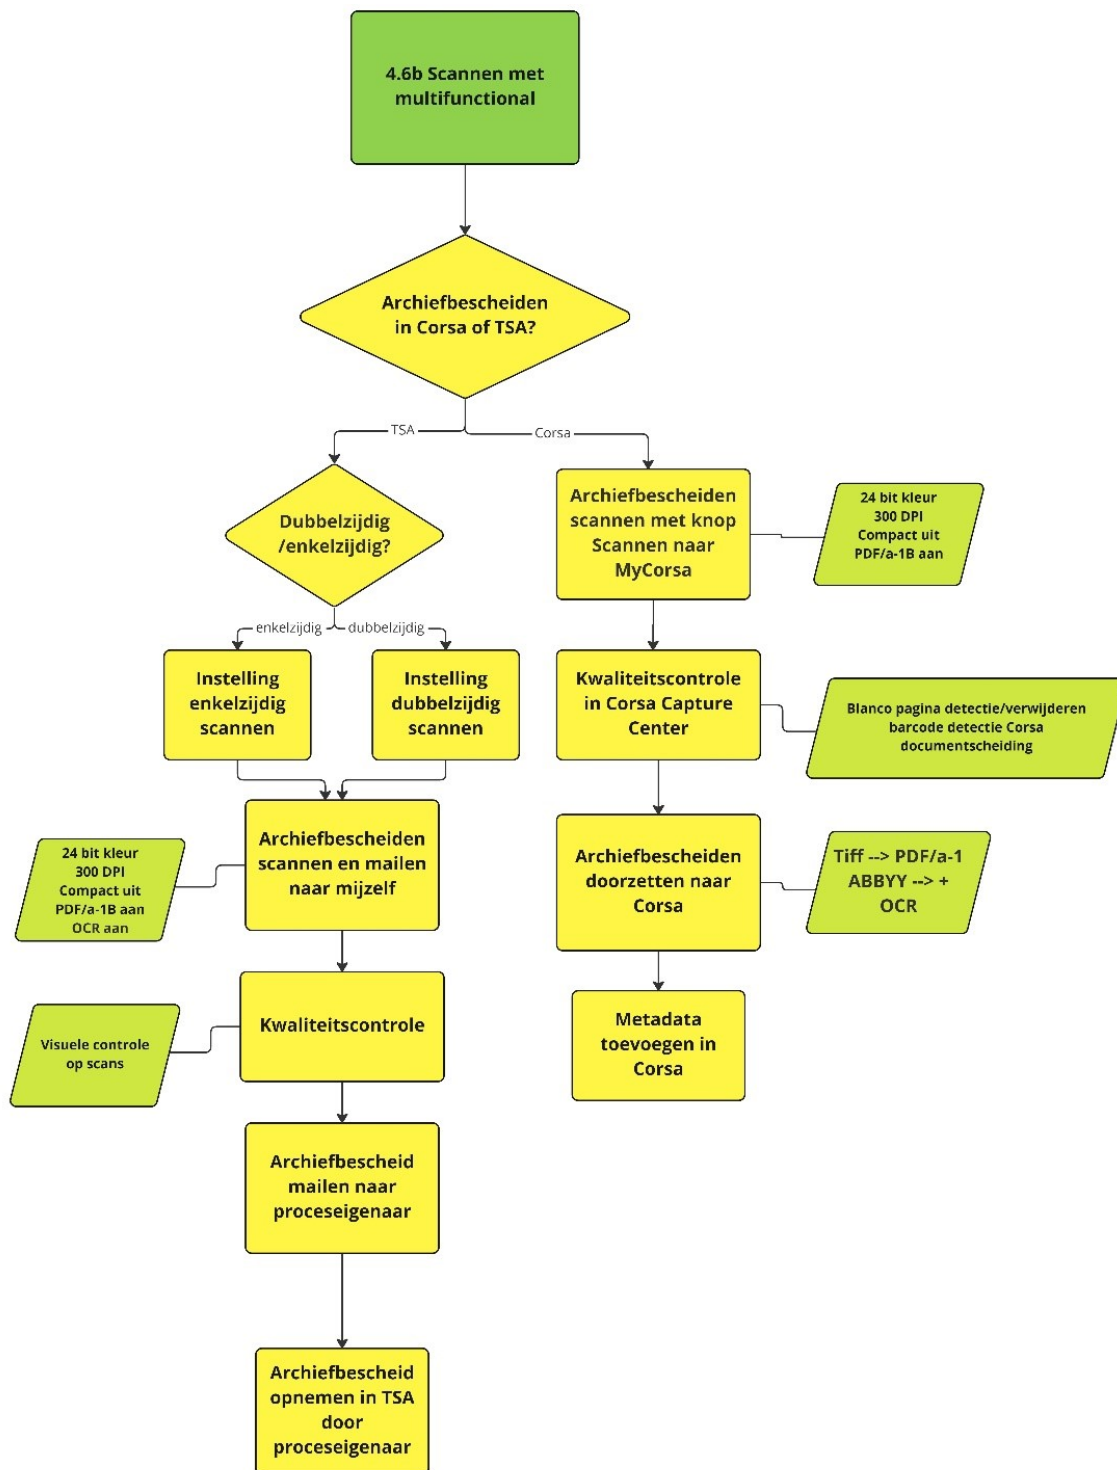 4.6b Scannen met
multifunctional
Archiefbescheiden
in Corsa of TSA?
TSA
Corsa
Dubbelzijdig
/enkelzijdig?
Archiefbescheiden
scannen met knop
Scannen naar
MyCorsa
24 bit kleur
300 DPI
Compact uit
PDF/a-1B aan
enkelzijdig
dubbelzijdig
Instelling
enkelzijdig
scannen
Instelling
dubbelzijdig
scannen
Kwaliteitscontrole
in Corsa Capture
Center
Blanco pagina detectie/verwijderen
barcode detectie Corsa
documentscheiding
Archiefbescheiden
scannen en mailen
naar mijzelf
24 bit kleur
300 DPI
Compact uit
PDF/a-1B aan
OCR aan
Archiefbescheiden
doorzetten naar
Corsa
Tiff --> PDF/a-1
ABBYY --> +
OCR
Kwaliteitscontrole
Visuele controle
op scans
Metadata
toevoegen in
Corsa
Archiefbescheid
mailen naar
proceseigenaar
Archiefbescheid
opnemen in TSA
door
proceseigenaar